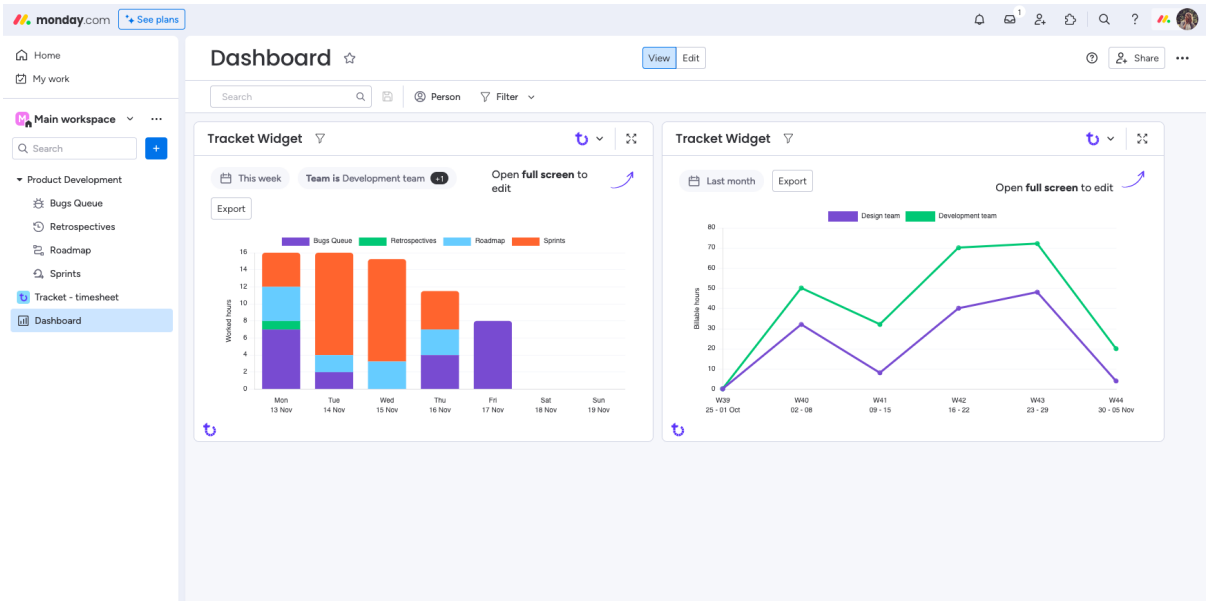 monday.com
See plans
1
?
Home
My work
M
Main workspace
Search
+
Product Development
Bugs Queue
Retrospectives
Roadmap
Sprints
Tracket - timesheet
Dashboard
Dashboard
View
Edit
Share
Search
Person
Filter
Tracket Widget
This week
Team is Development team +1
Open full screen to
edit
Export
Bugs Queue
Retrospectives
Roadmap
Sprints
Worked hours
16
14
12
10
8
6
4
2
0
Mon
13 Nov
Tue
14 Nov
Wed
15 Nov
Thu
16 Nov
Fri
17 Nov
Sat
18 Nov
Sun
19 Nov
Tracket Widget
Last month
Export
Open full screen to edit
Design team
Development team
Billable hours
80
70
60
50
40
30
20
10
0
W39
25 - 01 Oct
W40
02 - 08
W41
09 - 15
W42
16 - 22
W43
23 - 29
W44
30 - 05 Nov